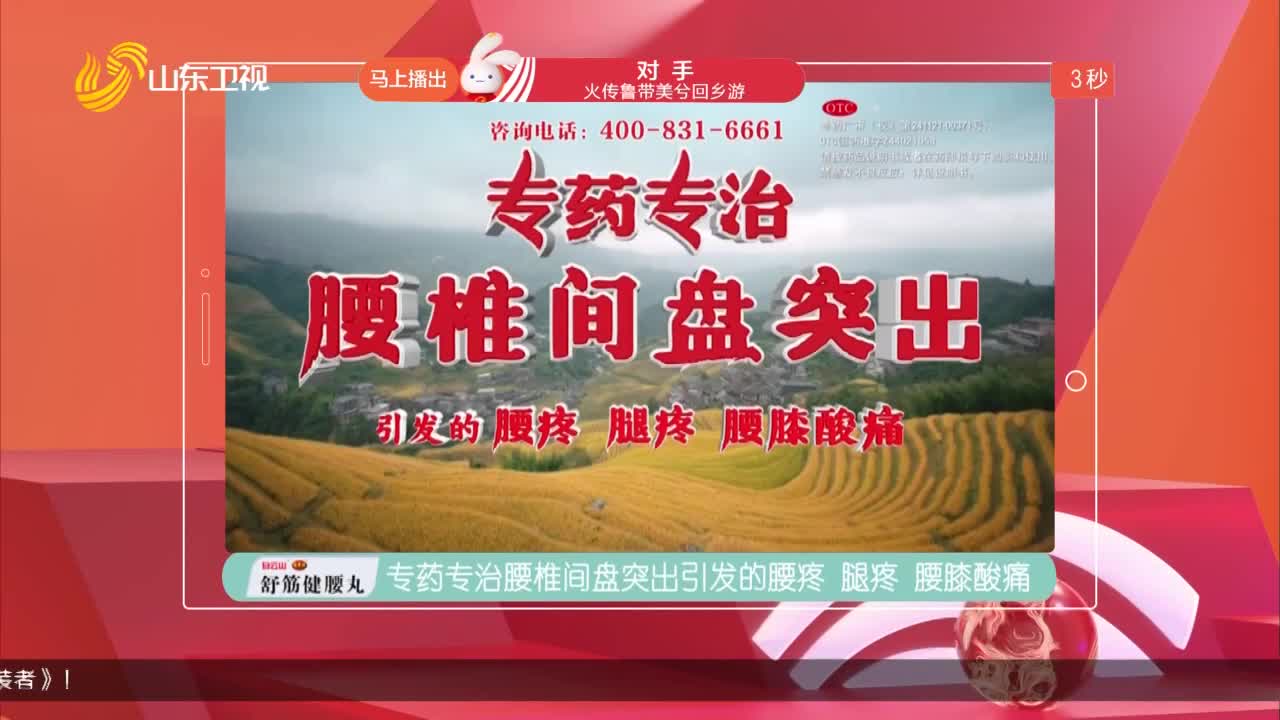 山东卫视
马上播出
对手
火传鲁带美兮回乡游
3秒
OTC
咨询电话：400-831-6661
专药专治
腰椎间盘突出
引发的 腰疼 腿疼 腰膝酸痛
白云山
舒筋健腰丸
专药专治腰椎间盘突出引发的腰疼 腿疼 腰膝酸痛
装者》！